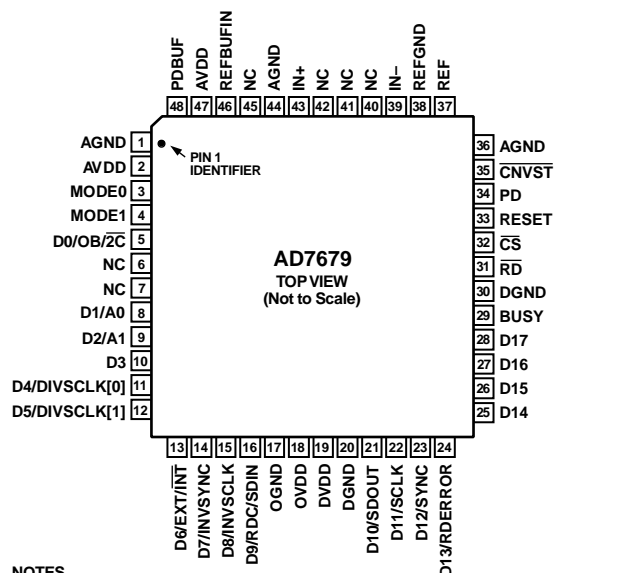 PDBUF
AVDD
REFBUFIN
NC
AGND
IN+
NC
NC
NC
IN–
REFGND
REF
48 47 46 45 44 43 42 41 40 39 38 37
AGND 1
AVDD 2
MODE0 3
MODE1 4
D0/OB/2C 5
NC 6
NC 7
D1/A0 8
D2/A1 9
D3 10
D4/DIVSCLK[0] 11
D5/DIVSCLK[1] 12
PIN 1
IDENTIFIER
AD7679
TOP VIEW
(Not to Scale)
36 AGND
35 CNVST
34 PD
33 RESET
32 CS
31 RD
30 DGND
29 BUSY
28 D17
27 D16
26 D15
25 D14
13 14 15 16 17 18 19 20 21 22 23 24
D6/EXT/INT
D7/INVSYNC
D8/INVSCLK
D9/RDC/SDIN
OGND
OVDD
DVDD
DGND
D10/SDOUT
D11/SCLK
D12/SYNC
D13/RDERROR
NOTES